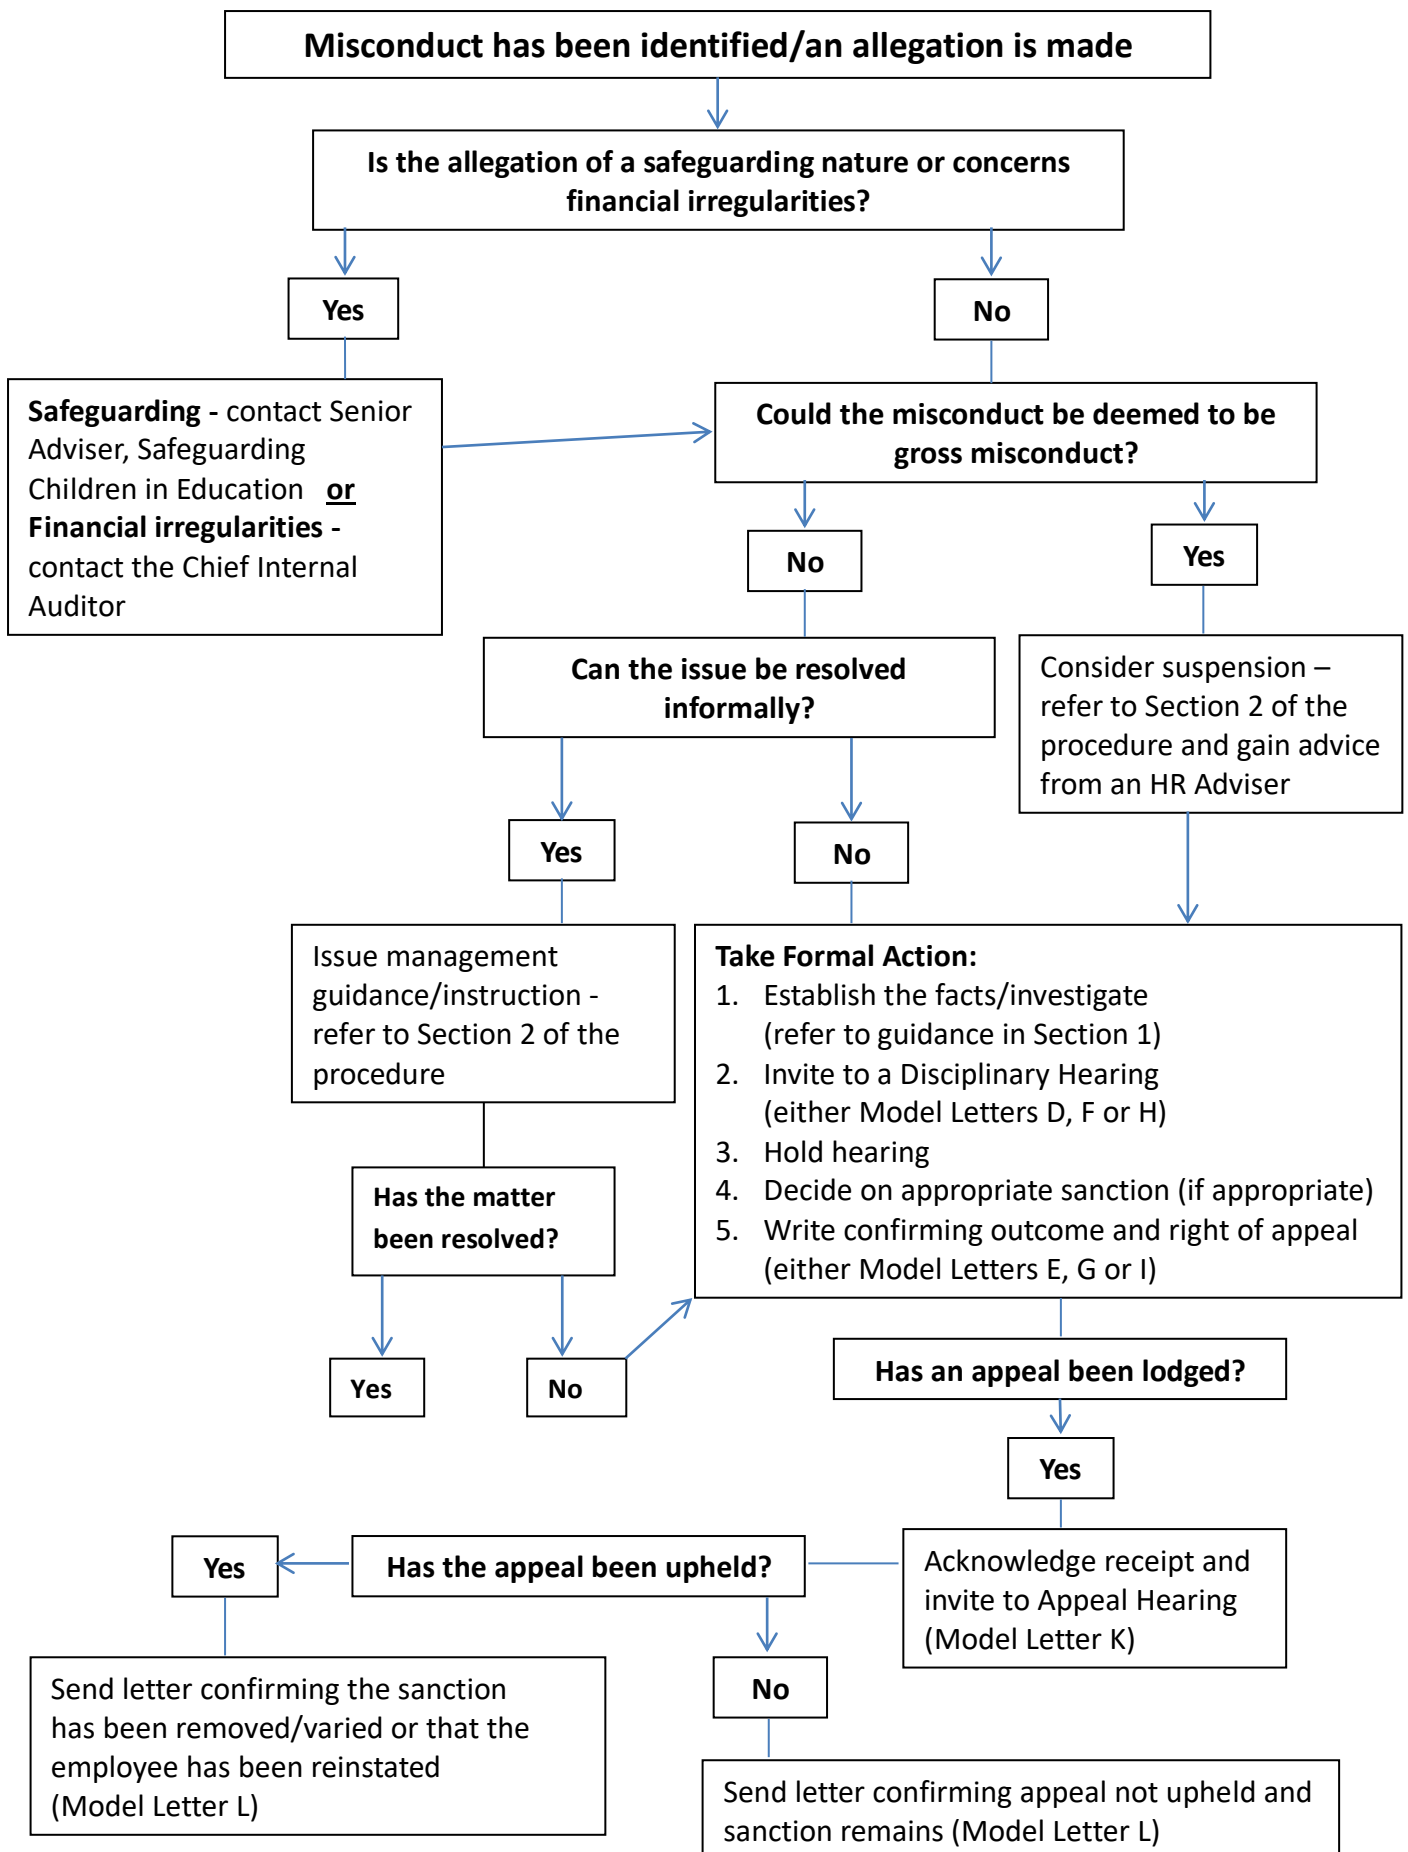 Misconduct has been identified/an allegation is made
Is the allegation of a safeguarding nature or concerns
financial irregularities?
Yes
No
Safeguarding - contact Senior
Adviser, Safeguarding
Children in Education or
Financial irregularities -
contact the Chief Internal
Auditor
Could the misconduct be deemed to be
gross misconduct?
No
Yes
Can the issue be resolved
informally?
Consider suspension –
refer to Section 2 of the
procedure and gain advice
from an HR Adviser
Yes
No
Issue management
guidance/instruction -
refer to Section 2 of the
procedure
Take Formal Action:
1. Establish the facts/investigate
(refer to guidance in Section 1)
2. Invite to a Disciplinary Hearing
(either Model Letters D, F or H)
3. Hold hearing
4. Decide on appropriate sanction (if appropriate)
5. Write confirming outcome and right of appeal
(either Model Letters E, G or I)
Has the matter
been resolved?
Yes
No
Has an appeal been lodged?
Yes
Acknowledge receipt and
invite to Appeal Hearing
(Model Letter K)
Has the appeal been upheld?
Yes
No
Send letter confirming the sanction
has been removed/varied or that the
employee has been reinstated
(Model Letter L)
Send letter confirming appeal not upheld and
sanction remains (Model Letter L)